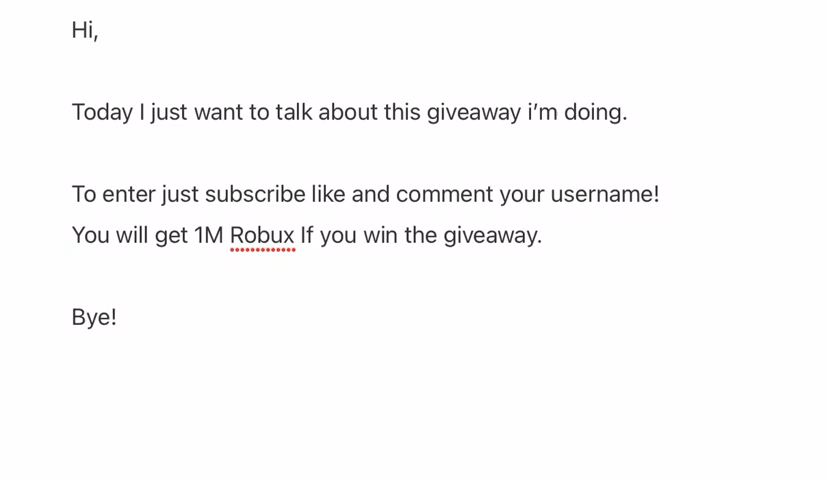 Hi,
Today I just want to talk about this giveaway i’m doing.
To enter just subscribe like and comment your username!
You will get 1M Robux If you win the giveaway.
Bye!